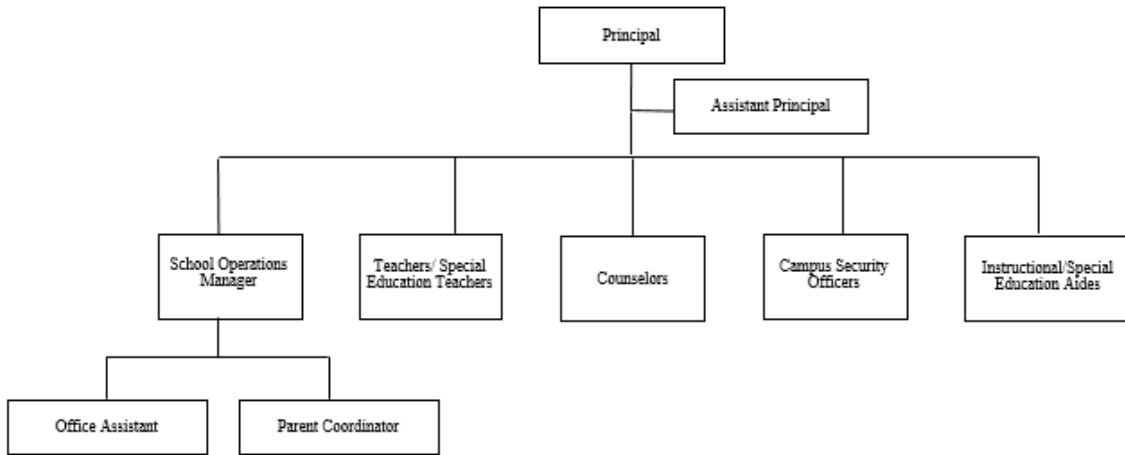 Principal
Assistant Principal
School Operations
Manager
Teachers/ Special
Education Teachers
Counselors
Campus Security
Officers
Instructional/Special
Education Aides
Office Assistant
Parent Coordinator